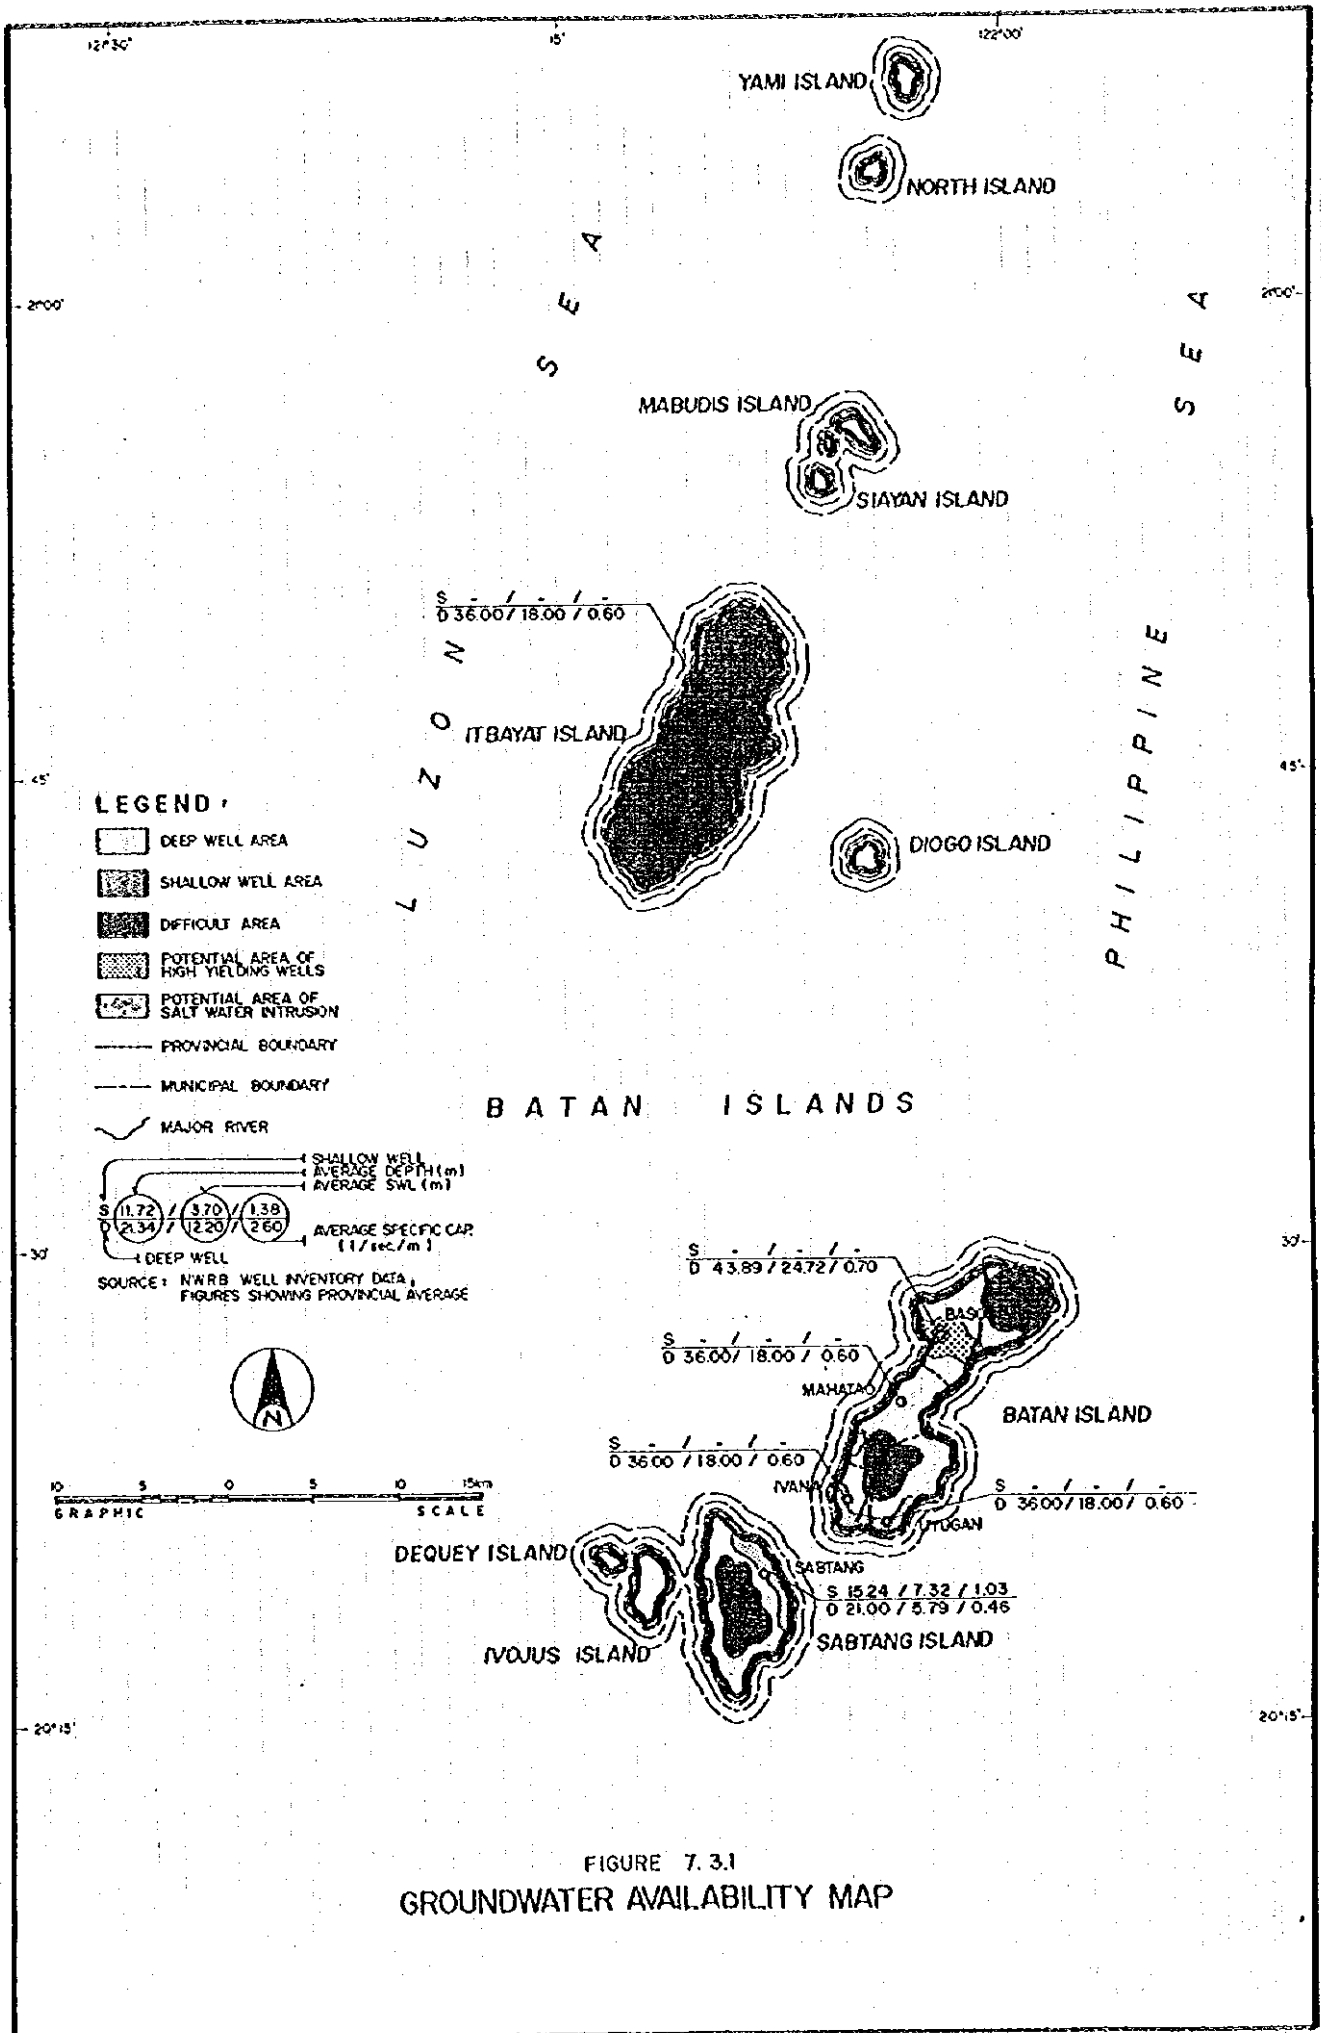 121°30'
15'
122°00'
YAMI ISLAND
NORTH ISLAND
LUZON SEA
PHILIPPINE SEA
21°00'
21°00'
MABUDIS ISLAND
SIAYAN ISLAND
S - / - / -
D 36.00 / 18.00 / 0.60
ITBAYAT ISLAND
45'
45'
DIOGO ISLAND
LEGEND :
DEEP WELL AREA
SHALLOW WELL AREA
DIFFICULT AREA
POTENTIAL AREA OF
HIGH YIELDING WELLS
POTENTIAL AREA OF
SALT WATER INTRUSION
PROVINCIAL BOUNDARY
MUNICIPAL BOUNDARY
MAJOR RIVER
SHALLOW WELL
AVERAGE DEPTH (m)
AVERAGE SWL (m)
S 11.72 / 3.70 / 1.38
D 21.34 / 12.20 / 2.60
AVERAGE SPECIFIC CAP.
(l/sec/m)
DEEP WELL
SOURCE : NWRB WELL INVENTORY DATA,
FIGURES SHOWING PROVINCIAL AVERAGE
BATAN ISLANDS
30'
30'
S - / - / -
D 43.89 / 24.72 / 0.70
BASCO
S - / - / -
D 36.00 / 18.00 / 0.60
MAHATAO
BATAN ISLAND
S - / - / -
D 36.00 / 18.00 / 0.60
IVANA
S - / - / -
D 36.00 / 18.00 / 0.60
UYUGAN
N
10 5 0 5 10 15km
GRAPHIC SCALE
DEQUEY ISLAND
SABTANG
S 15.24 / 7.32 / 1.03
D 21.00 / 5.79 / 0.46
IVOJUS ISLAND
SABTANG ISLAND
20°15'
20°15'
FIGURE 7.3.1
GROUNDWATER AVAILABILITY MAP